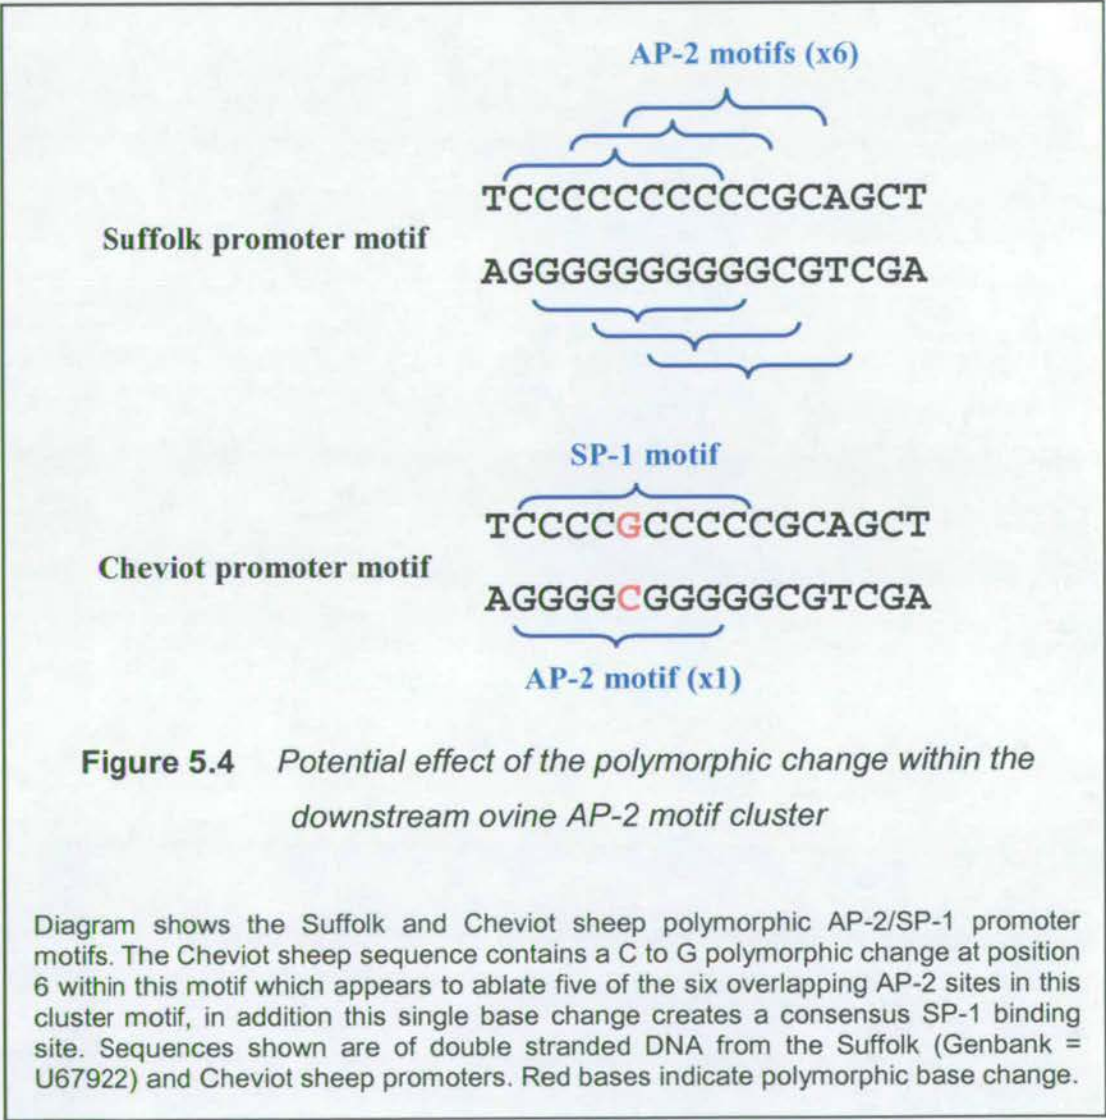 AP-2 motifs (x6)
TCCCCCCCCCCGCAGCT
Suffolk promoter motif
AGGGGGGGGGGCGTCGA
SP-1 motif
TCCCCGCCCCCGCAGCT
Cheviot promoter motif
AGGGGCGGGGGCGTCGA
AP-2 motif (x1)
Figure 5.4 Potential effect of the polymorphic change within the
downstream ovine AP-2 motif cluster
Diagram shows the Suffolk and Cheviot sheep polymorphic AP-2/SP-1 promoter
motifs. The Cheviot sheep sequence contains a C to G polymorphic change at position
6 within this motif which appears to ablate five of the six overlapping AP-2 sites in this
cluster motif, in addition this single base change creates a consensus SP-1 binding
site. Sequences shown are of double stranded DNA from the Suffolk (Genbank =
U67922) and Cheviot sheep promoters. Red bases indicate polymorphic base change.